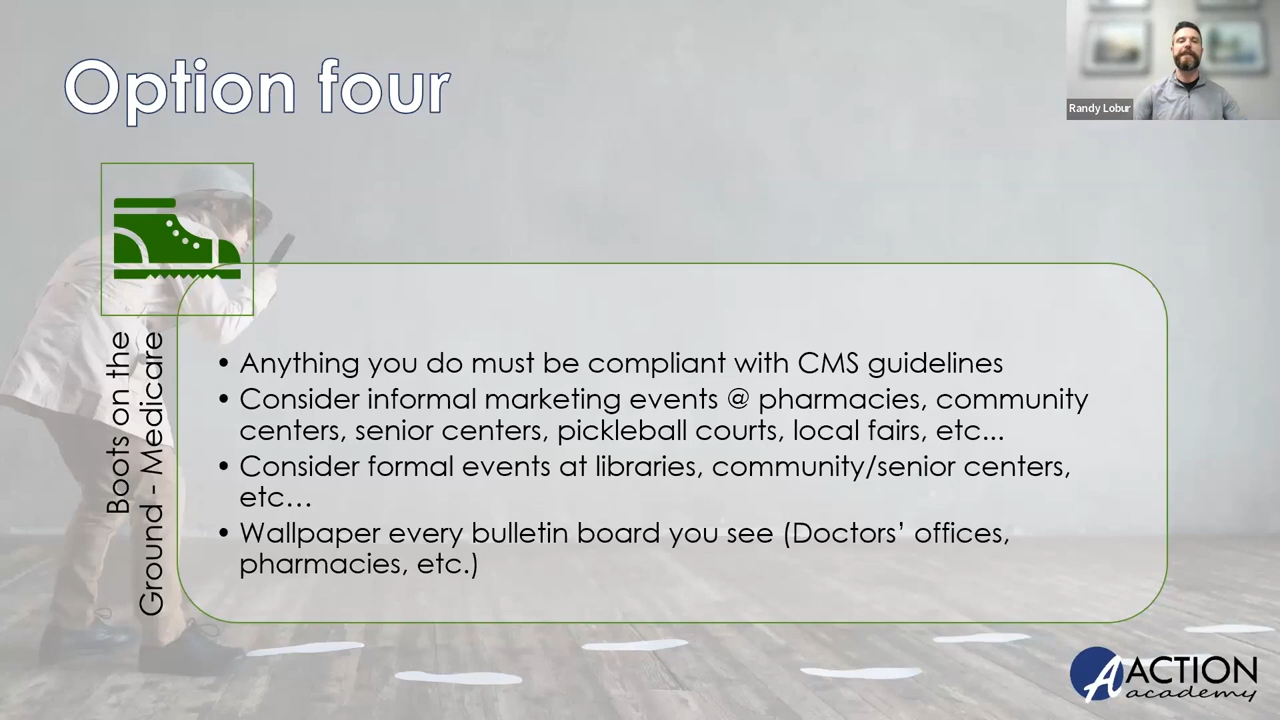 Option four
Randy Lobur
Boots on the
Ground - Medicare
• Anything you do must be compliant with CMS guidelines
• Consider informal marketing events @ pharmacies, community
centers, senior centers, pickleball courts, local fairs, etc...
• Consider formal events at libraries, community/senior centers,
etc…
• Wallpaper every bulletin board you see (Doctors’ offices,
pharmacies, etc.)
A ACTION
academy